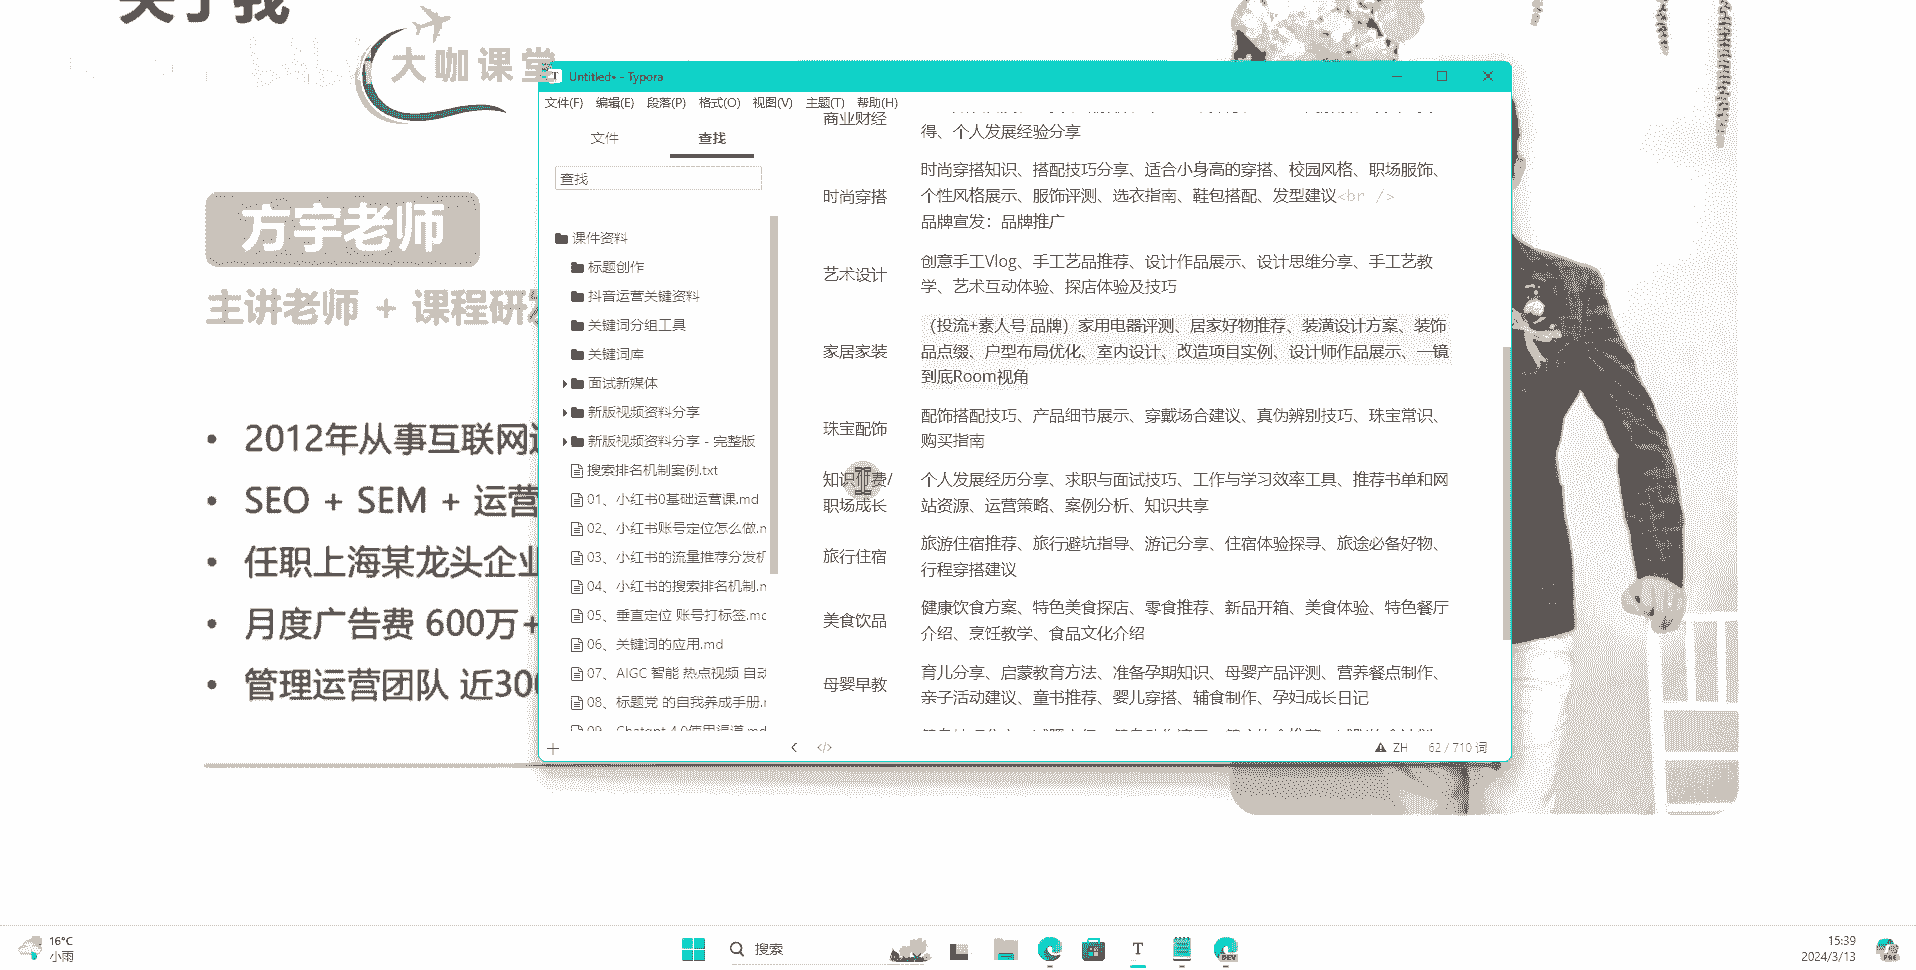 关于我
大咖课堂
方宇老师
主讲老师 + 课程研
2012年从事互联网
SEO + SEM + 运营
任职上海某龙头企业
月度广告费 600万+
管理运营团队 近300
Untitled• - Typora
文件(F) 编辑(E) 段落(P) 格式(O) 视图(V) 主题(T) 帮助(H)
文件 查找
查找
课件资料
标题创作
抖音运营关键资料
关键词分组工具
关键词库
面试新媒体
新版视频资料分享
新版视频资料分享 - 完整版
搜索排名机制案例.txt
01、小红书0基础运营课.md
02、小红书账号定位怎么做.m
03、小红书的流量推荐分发机
04、小红书的搜索排名机制.m
05、垂直定位 账号打标签.md
06、关键词的应用.md
07、AIGC 智能 热点视频 自动
08、标题党 的自我养成手册.m
09、Chatgpt 4.0使用渠道.md
商业财经
得、个人发展经验分享
时尚穿搭
时尚穿搭知识、搭配技巧分享、适合小身高的穿搭、校园风格、职场服饰、
个性风格展示、服饰评测、选衣指南、鞋包搭配、发型建议<br />
品牌宣发：品牌推广
艺术设计
创意手工Vlog、手工艺品推荐、设计作品展示、设计思维分享、手工艺教
学、艺术互动体验、探店体验及技巧
家居家装
（投流+素人号 品牌）家用电器评测、居家好物推荐、装潢设计方案、装饰
品点缀、户型布局优化、室内设计、改造项目实例、设计师作品展示、一镜
到底Room视角
珠宝配饰
配饰搭配技巧、产品细节展示、穿戴场合建议、真伪辨别技巧、珠宝常识、
购买指南
知识付费/
职场成长
个人发展经历分享、求职与面试技巧、工作与学习效率工具、推荐书单和网
站资源、运营策略、案例分析、知识共享
旅行住宿
旅游住宿推荐、旅行避坑指导、游记分享、住宿体验探寻、旅途必备好物、
行程穿搭建议
美食饮品
健康饮食方案、特色美食探店、零食推荐、新品开箱、美食体验、特色餐厅
介绍、烹饪教学、食品文化介绍
母婴早教
育儿分享、启蒙教育方法、准备孕期知识、母婴产品评测、营养餐点制作、
亲子活动建议、童书推荐、婴儿穿搭、辅食制作、孕妇成长日记
ZH 62 / 710 词
16°C
小雨
搜索
DEV
15:39
2024/3/13
PRE